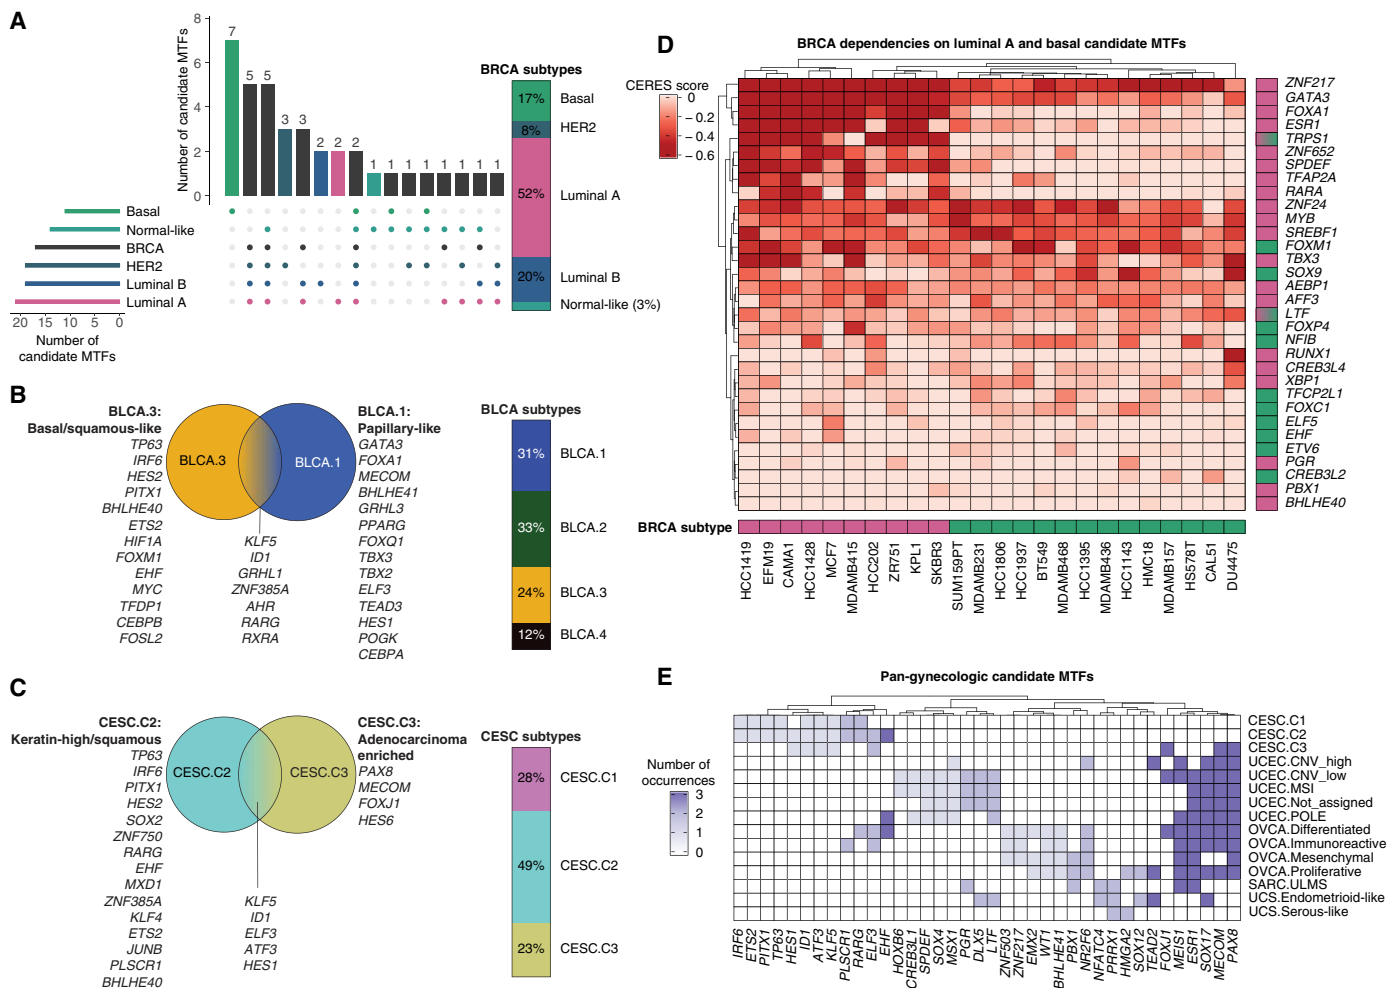 A
Number of candidate MTFs
8
6
4
2
0
7
5
5
3
3
2
2
2
1
1
1
1
1
1
1
1
Basal
Normal-like
BRCA
HER2
Luminal B
Luminal A
20 15 10 5 0
Number of
candidate MTFs
BRCA subtypes
17% Basal
8% HER2
52% Luminal A
20% Luminal B
Normal-like (3%)
B
BLCA.3:
Basal/squamous-like
TP63
IRF6
HES2
PITX1
BHLHE40
ETS2
HIF1A
FOXM1
EHF
MYC
TFDP1
CEBPB
FOSL2
BLCA.3
BLCA.1
KLF5
ID1
GRHL1
ZNF385A
AHR
RARG
RXRA
BLCA.1:
Papillary-like
GATA3
FOXA1
MECOM
BHLHE41
GRHL3
PPARG
FOXQ1
TBX3
TBX2
ELF3
TEAD3
HES1
POGK
CEBPA
BLCA subtypes
31% BLCA.1
33% BLCA.2
24% BLCA.3
12% BLCA.4
C
CESC.C2:
Keratin-high/squamous
TP63
IRF6
PITX1
HES2
SOX2
ZNF750
RARG
EHF
MXD1
ZNF385A
KLF4
ETS2
JUNB
PLSCR1
BHLHE40
CESC.C2
CESC.C3
KLF5
ID1
ELF3
ATF3
HES1
CESC.C3:
Adenocarcinoma
enriched
PAX8
MECOM
FOXJ1
HES6
CESC subtypes
28% CESC.C1
49% CESC.C2
23% CESC.C3
D
BRCA dependencies on luminal A and basal candidate MTFs
CERES score
0
−0.2
−0.4
−0.6
ZNF217
GATA3
FOXA1
ESR1
TRPS1
ZNF652
SPDEF
TFAP2A
RARA
ZNF24
MYB
SREBF1
FOXM1
TBX3
SOX9
AEBP1
AFF3
LTF
FOXP4
NFIB
RUNX1
CREB3L4
XBP1
TFCP2L1
FOXC1
ELF5
EHF
ETV6
PGR
CREB3L2
PBX1
BHLHE40
BRCA subtype
HCC1419
EFM19
CAMA1
HCC1428
MCF7
MDAMB415
HCC202
ZR751
KPL1
SKBR3
SUM159PT
MDAMB231
HCC1806
HCC1937
BT549
MDAMB468
HCC1395
MDAMB436
HCC1143
HMC18
MDAMB157
HS578T
CAL51
DU4475
E
Pan-gynecologic candidate MTFs
Number of
occurrences
3
2
1
0
CESC.C1
CESC.C2
CESC.C3
UCEC.CNV_high
UCEC.CNV_low
UCEC.MSI
UCEC.Not_assigned
UCEC.POLE
OVCA.Differentiated
OVCA.Immunoreactive
OVCA.Mesenchymal
OVCA.Proliferative
SARC.ULMS
UCS.Endometrioid-like
UCS.Serous-like
IRF6
ETS2
PITX1
TP63
HES1
ID1
ATF3
KLF5
PLSCR1
RARG
ELF3
EHF
HOXB6
CREB3L1
SPDEF
SOX4
MSX1
PGR
DLX5
LTF
ZNF503
ZNF217
EMX2
WT1
BHLHE41
PBX1
NR2F6
NFATC4
PRRX1
HMGA2
SOX12
TEAD2
FOXJ1
MEIS1
ESR1
SOX17
MECOM
PAX8